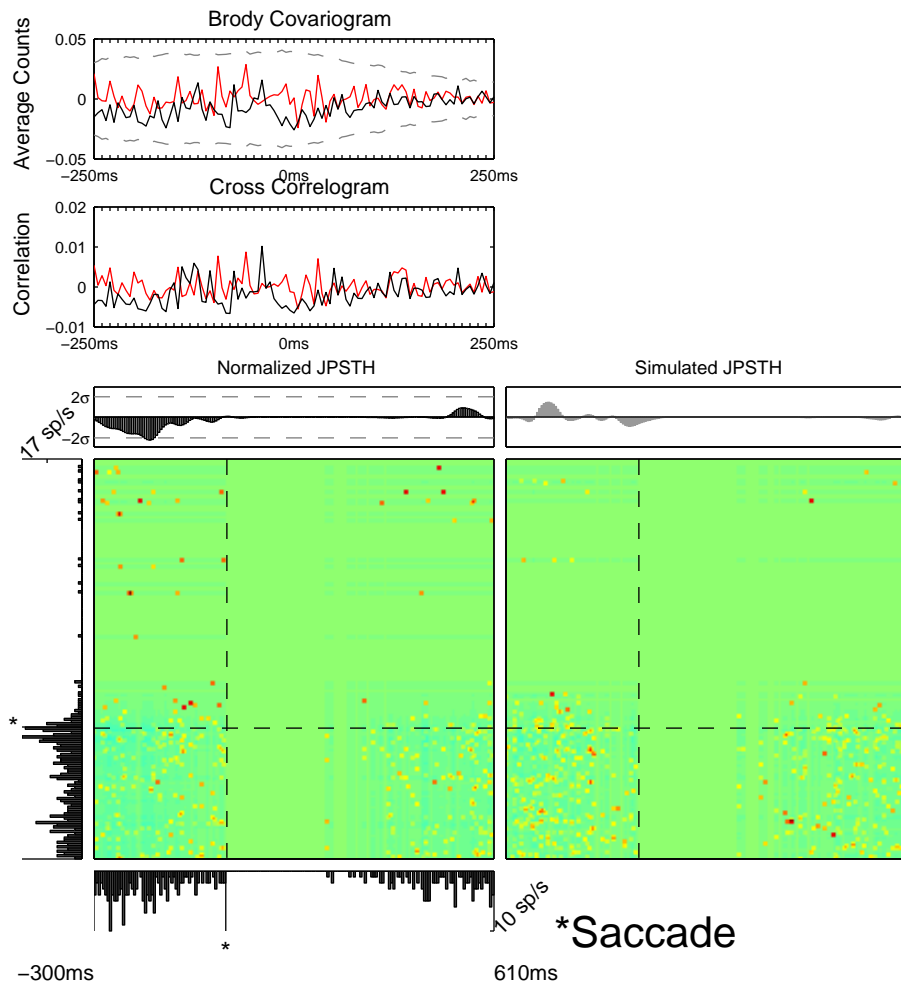 Brody Covariogram
Average Counts
0.05
0
−0.05
−250ms
0ms
250ms
Cross Correlogram
Correlation
0.02
0.01
0
−0.01
−250ms
0ms
250ms
Normalized JPSTH
Simulated JPSTH
2σ
−2σ
17 sp/s
*
*
10 sp/s
*Saccade
−300ms
610ms